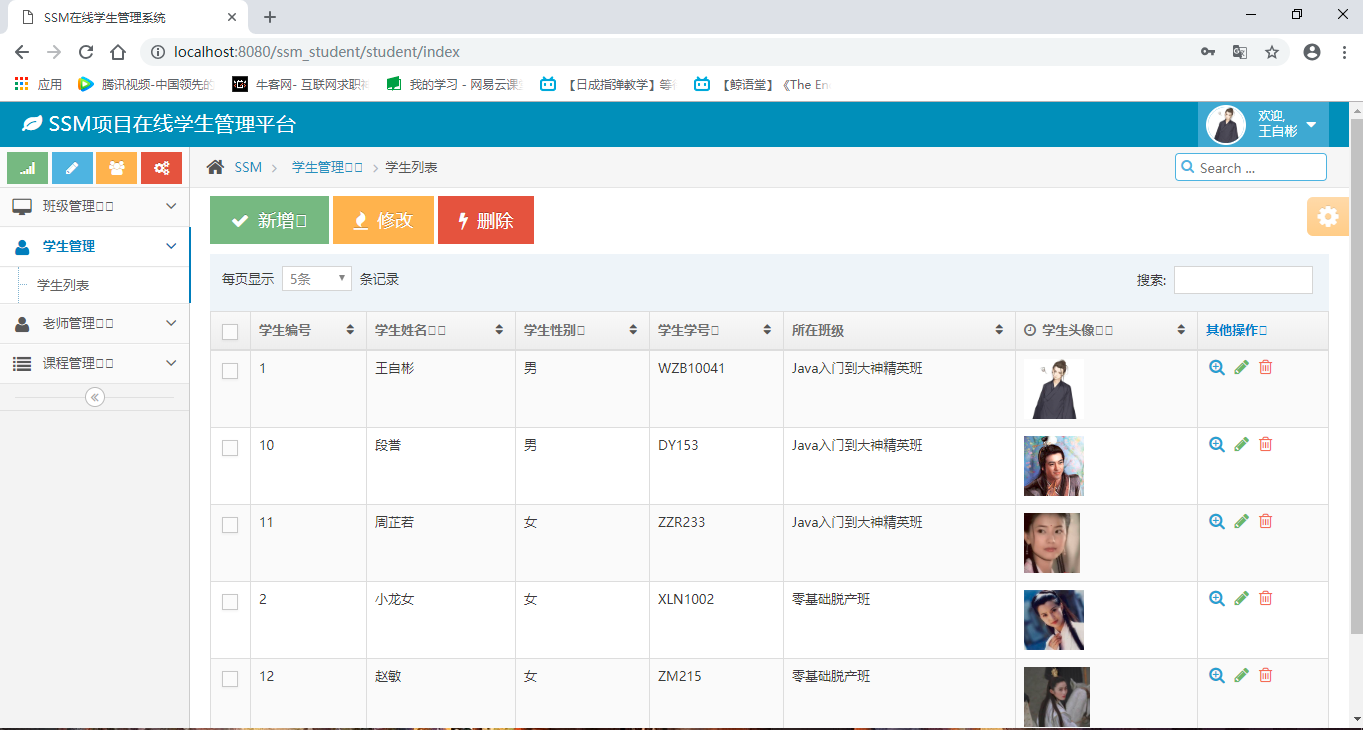 SSM在线学生管理系统
localhost:8080/ssm_student/student/index
应用 腾讯视频-中国领先的 牛客网- 互联网求职 我的学习 - 网易云课 【日成指弹教学】等 【鲸语堂】《The En
SSM项目在线学生管理平台
欢迎,
王自彬
SSM 学生管理□□ 学生列表
Search ...
班级管理□□
学生管理
学生列表
老师管理□□
课程管理□□
新增□ 修改 删除
每页显示 5条 条记录 搜索:
学生编号 学生姓名□□ 学生性别□ 学生学号□ 所在班级 学生头像□□ 其他操作□
1 王自彬 男 WZB10041 Java入门到大神精英班
10 段誉 男 DY153 Java入门到大神精英班
11 周芷若 女 ZZR233 Java入门到大神精英班
2 小龙女 女 XLN1002 零基础脱产班
12 赵敏 女 ZM215 零基础脱产班